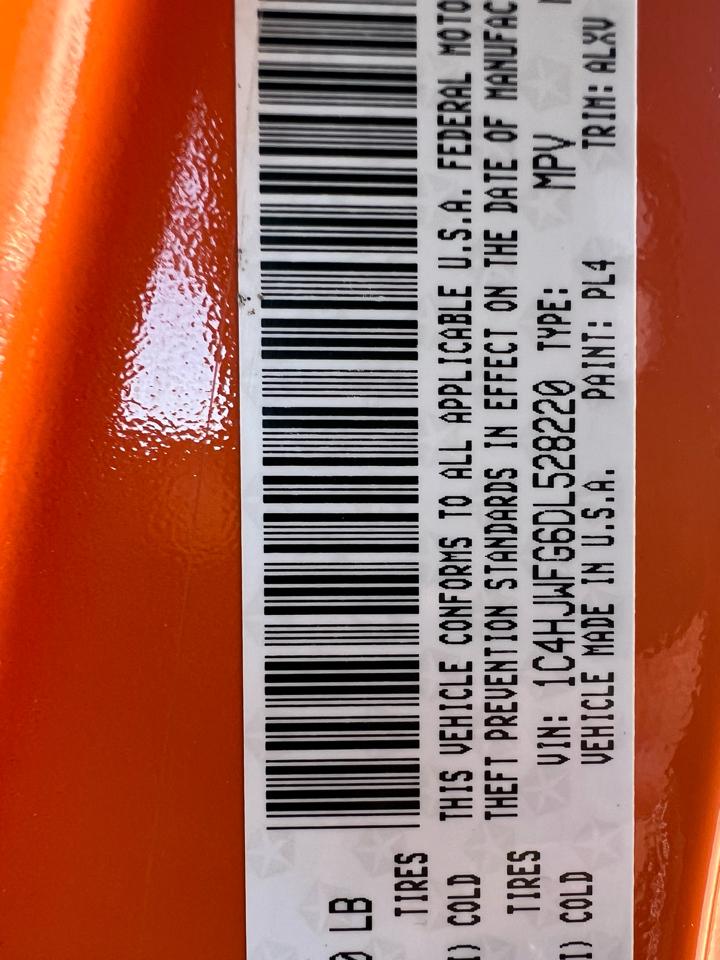 0 LB
TIRES
I) COLD
THIS VEHICLE CONFORMS TO ALL APPLICABLE U.S.A. FEDERAL MOTO
THEFT PREVENTION STANDARDS IN EFFECT ON THE DATE OF MANUFAC
TIRES
VIN: 1C4HJWFG6DL528220 TYPE: MPV
I) COLD
VEHICLE MADE IN U.S.A. PAINT: PL4 TRIM: ALXV